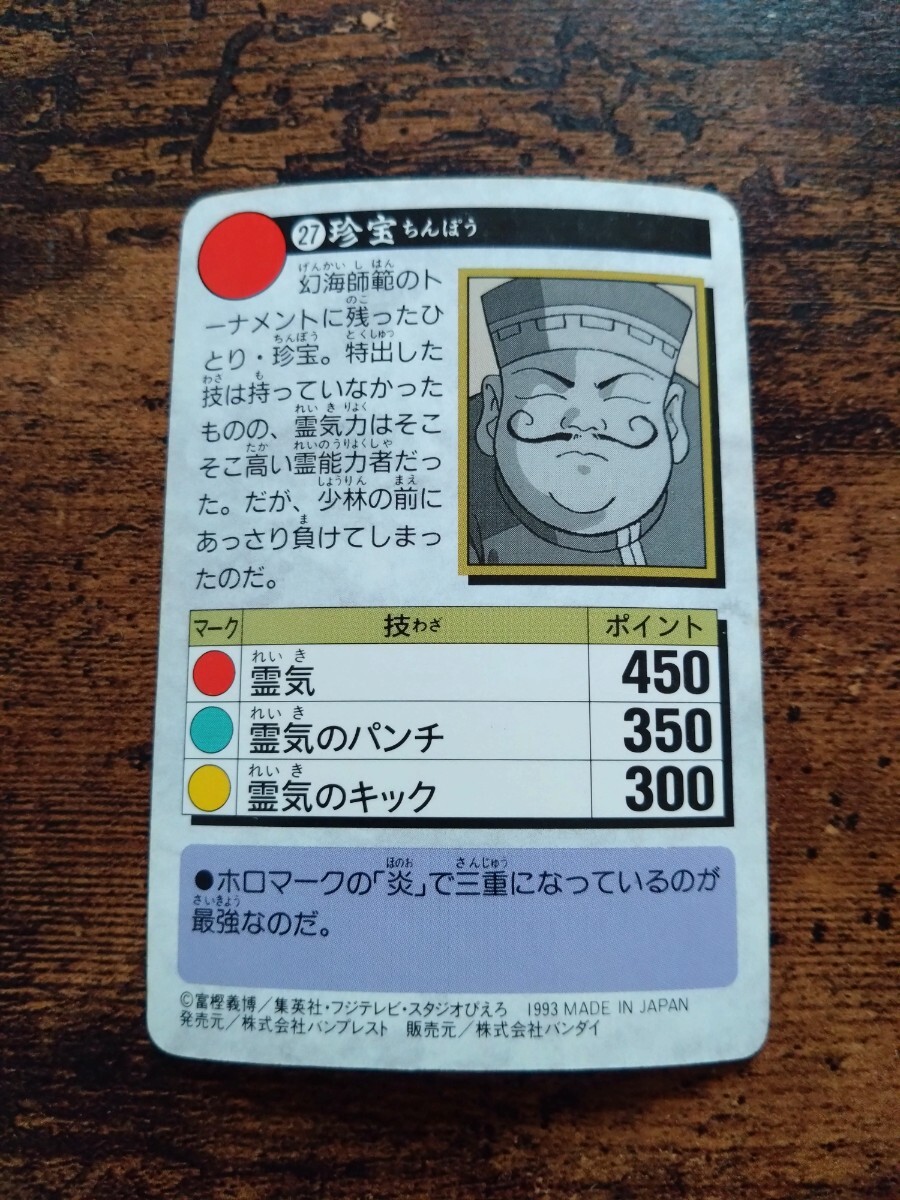 27 珍宝 ちんぽう
げんかい し はん
幻海師範のト
のこ
ーナメントに残ったひ
ちんぽう とくしゅつ
とり・珍宝。特出した
わざ も
技は持っていなかった
れい き りょく
ものの、霊気力はそこ
たか れいのうりょくしゃ
そこ高い霊能力者だっ
しょうりん まえ
た。だが、少林の前に
ま
あっさり負けてしまっ
たのだ。
マーク 技わざ ポイント
れい き
霊気 450
れい き
霊気のパンチ 350
れい き
霊気のキック 300
ほのお さんじゅう
●ホロマークの「炎」で三重になっているのが
さいきょう
最強なのだ。
©富樫義博/集英社・フジテレビ・スタジオぴえろ 1993 MADE IN JAPAN
発売元/株式会社バンプレスト 販売元/株式会社バンダイ